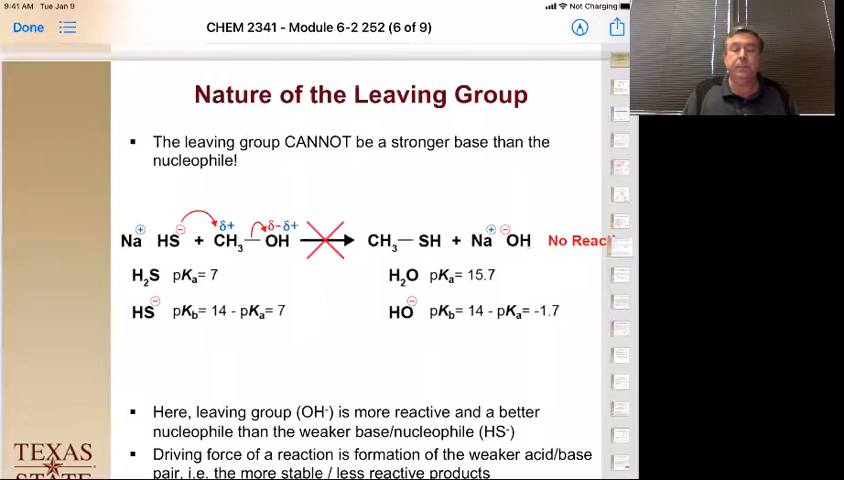 9:41 AM Tue Jan 9
Not Charging
Done
CHEM 2341 - Module 6-2 252 (6 of 9)
Nature of the Leaving Group
▪ The leaving group CANNOT be a stronger base than the
nucleophile!
Na⊕ HS⊖ + δ+ CH₃—OH δ− δ+ → CH₃—SH + Na⊕ ⊖OH No Reac
H₂S pKa= 7
H₂O pKa= 15.7
HS⊖ pKb= 14 - pKa= 7
HO⊖ pKb= 14 - pKa= -1.7
▪ Here, leaving group (OH-) is more reactive and a better
nucleophile than the weaker base/nucleophile (HS-)
▪ Driving force of a reaction is formation of the weaker acid/base
pair, i.e. the more stable / less reactive products
TEXAS
STATE